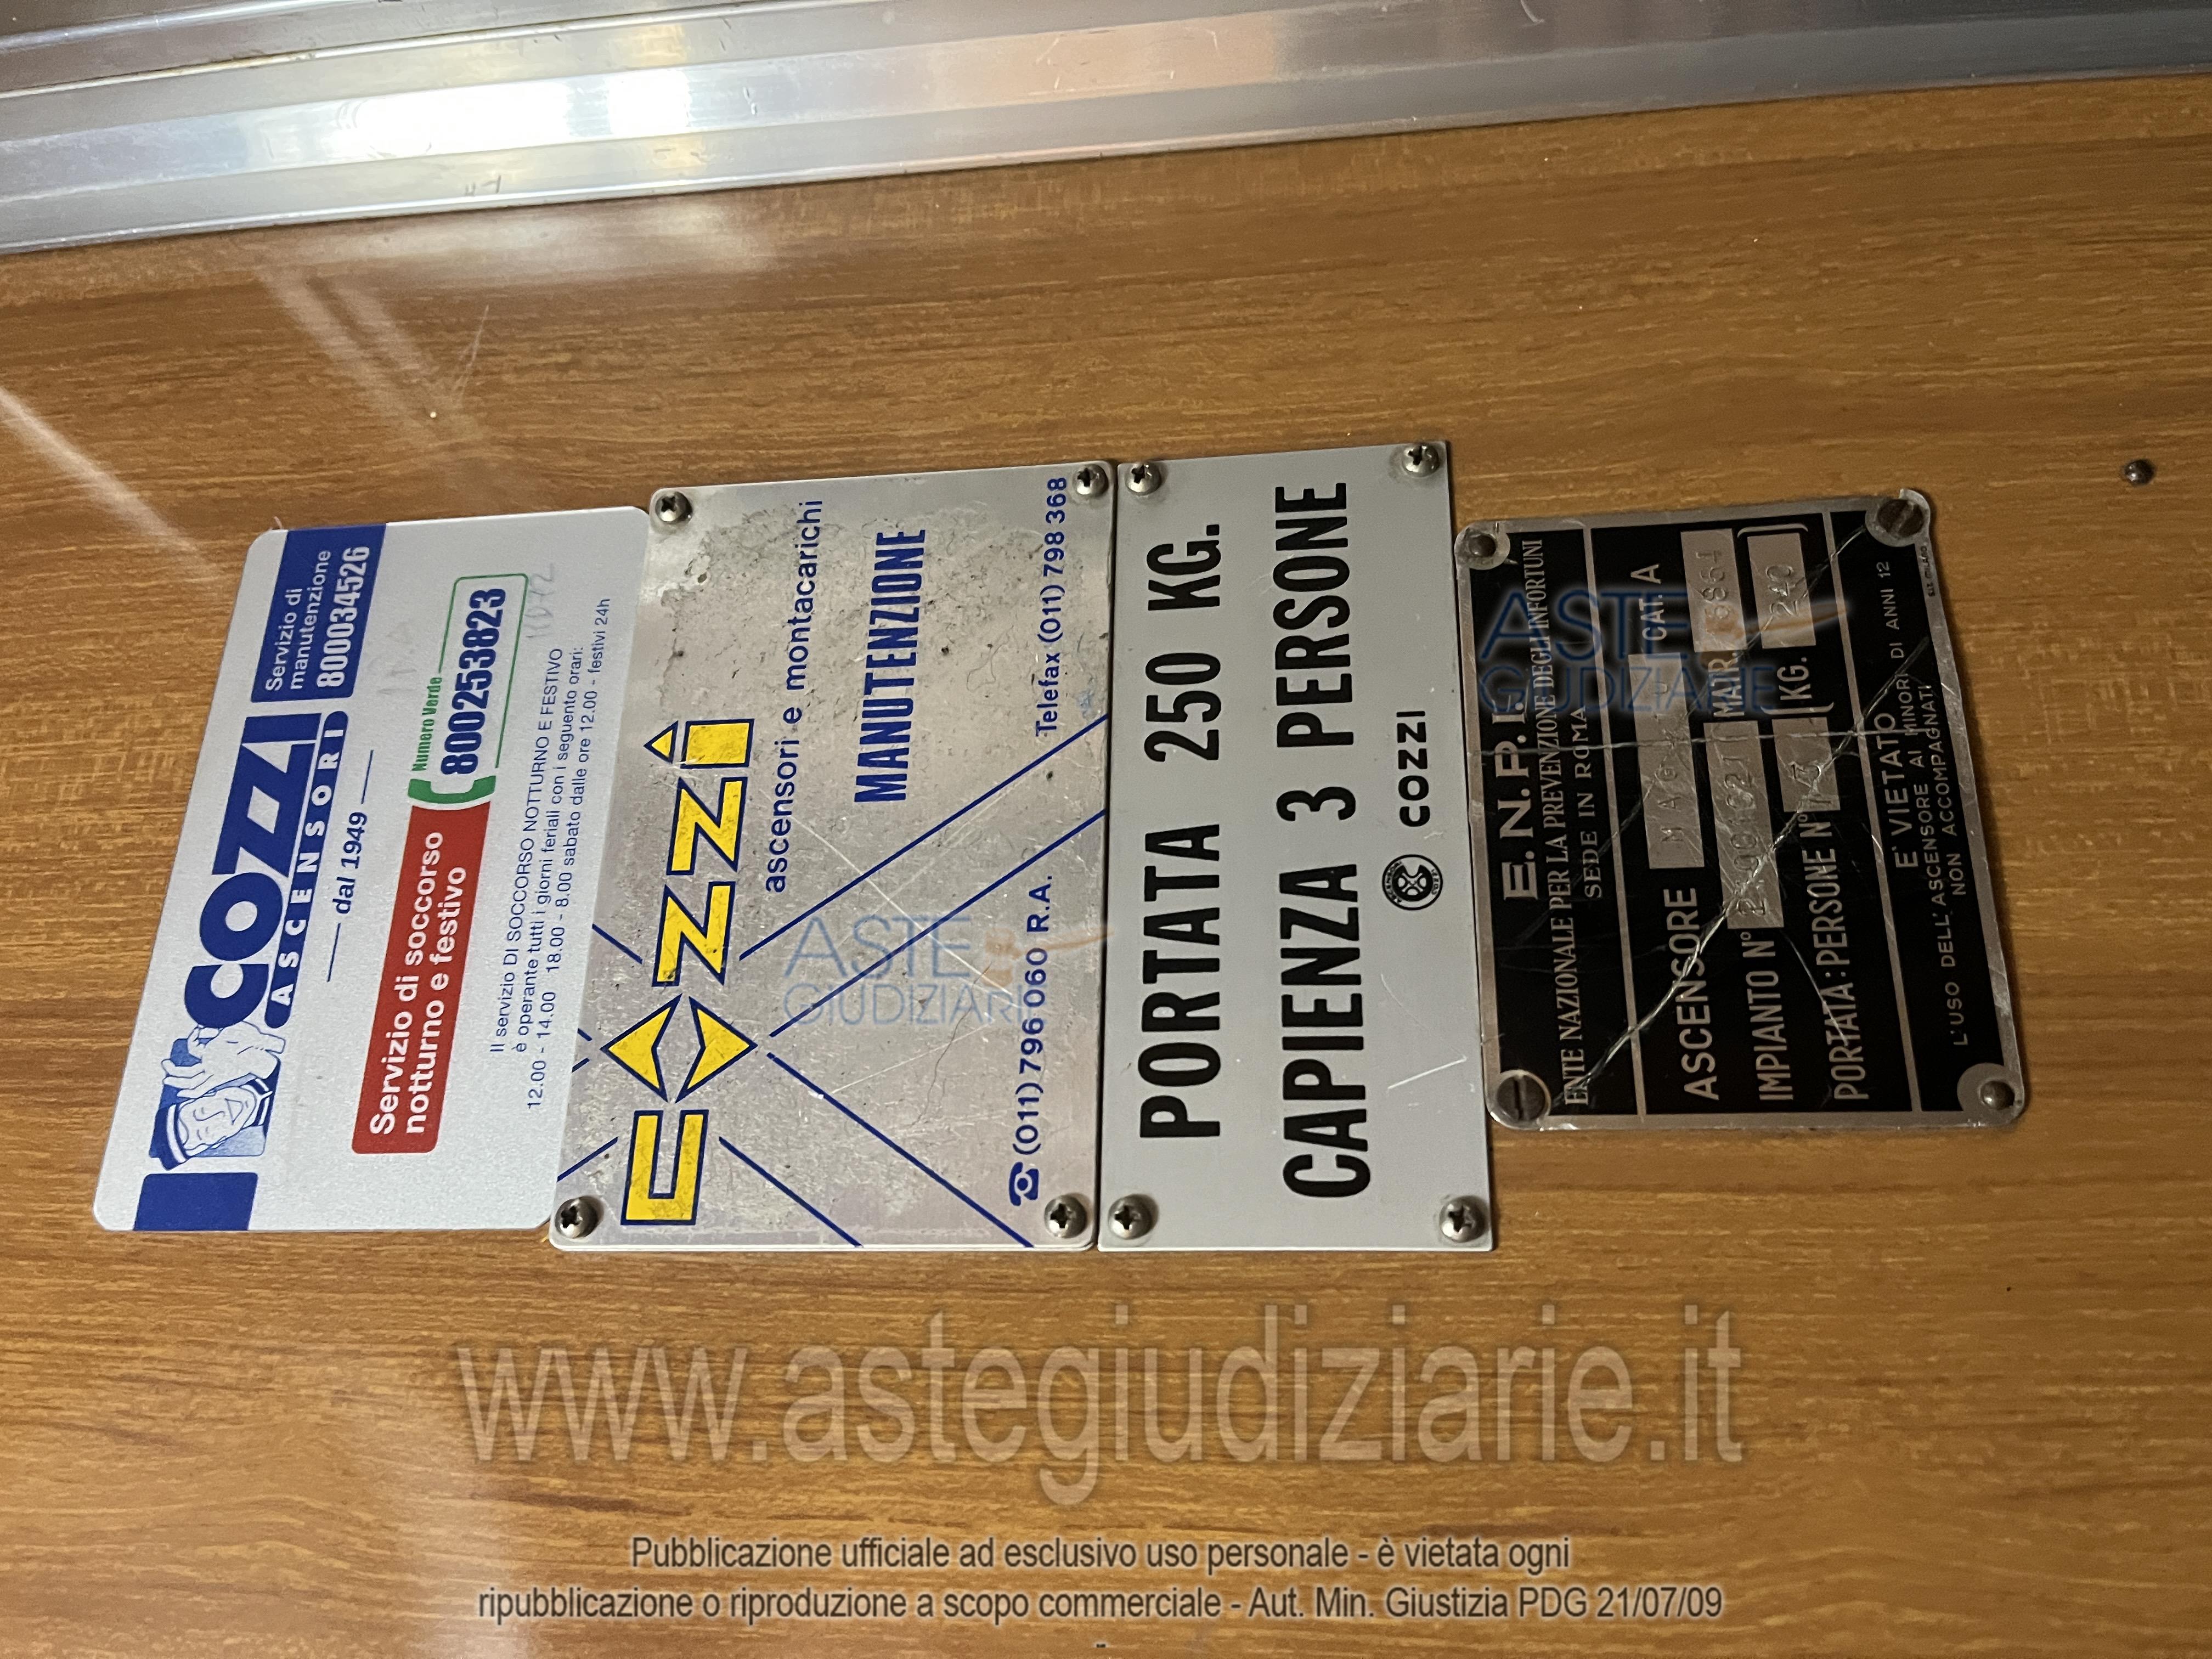 COZZI
ASCENSORI
dal 1949
Servizio di
manutenzione
800034526
Servizio di soccorso
notturno e festivo
Numero Verde
800253823
Il servizio DI SOCCORSO NOTTURNO E FESTIVO
è operante tutti i giorni feriali con i seguento orari:
12.00 - 14.00 18.00 - 8.00 sabato dalle ore 12.00 - festivi 24h
cozzi
ascensori e montacarichi
MANUTENZIONE
(011) 796 060 R.A. Telefax (011) 798 368
PORTATA 250 KG.
CAPIENZA 3 PERSONE
COZZI
E.N.P.I.
ENTE NAZIONALE PER LA PREVENZIONE DEGLI INFORTUNI
SEDE IN ROMA
ASCENSORE CAT. A
IMPIANTO N° MATR.
PORTATA: PERSONE N° 3 KG. 240
E' VIETATO
L'USO DELL'ASCENSORE AI MINORI DI ANNI 12
NON ACCOMPAGNATI
ASTE
GIUDIZIARIE
ASTE
GIUDIZIARIE
www.astegiudiziarie.it
Pubblicazione ufficiale ad esclusivo uso personale - è vietata ogni
ripubblicazione o riproduzione a scopo commerciale - Aut. Min. Giustizia PDG 21/07/09